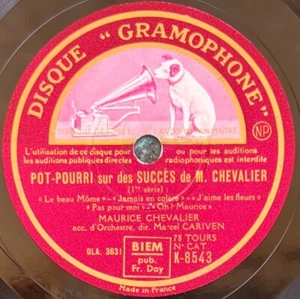 DISQUE "GRAMOPHONE"
NP
L'utilisation de ce disque pour ou pour ses auditions
les auditions publiques directes radiophoniques est interdite
POT-POURRI sur des SUCCÈS de M. CHEVALIER
(1re série)
"Le beau Môme" - "Jamais en colère" - "J'aime les fleurs"
"Pas pour moi" - "Oh! Maurice"
MAURICE CHEVALIER
acc. d'Orchestre, dir. Marcel CARIVEN
OLA. 3631
BIEM
pub.
Fr. Day
78 TOURS
N° CAT.
K-8543
Made in France